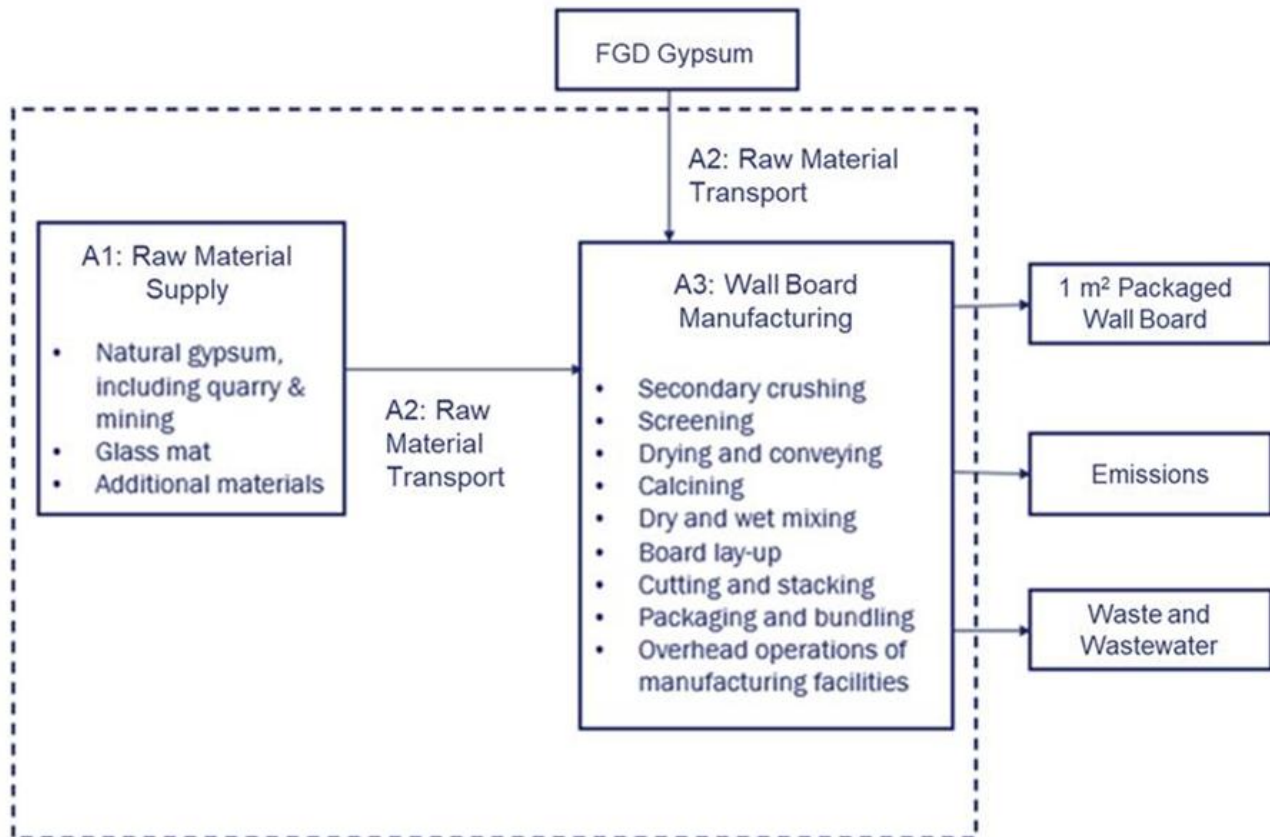 FGD Gypsum
A2: Raw Material
Transport
A1: Raw Material
Supply
• Natural gypsum,
including quarry &
mining
• Glass mat
• Additional materials
A2: Raw
Material
Transport
A3: Wall Board
Manufacturing
• Secondary crushing
• Screening
• Drying and conveying
• Calcining
• Dry and wet mixing
• Board lay-up
• Cutting and stacking
• Packaging and bundling
• Overhead operations of
manufacturing facilities
1 m² Packaged
Wall Board
Emissions
Waste and
Wastewater